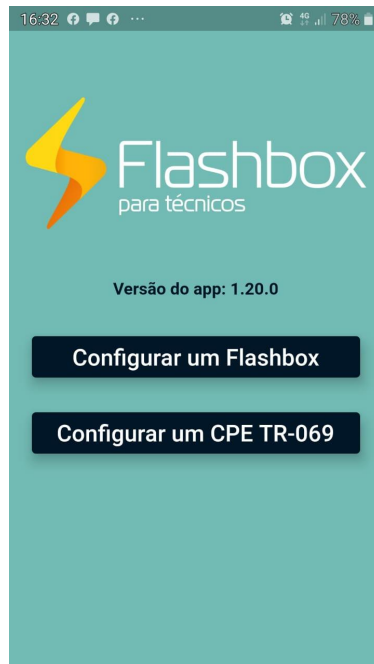 16:32 ... 4G 78%
Flashbox
para técnicos
Versão do app: 1.20.0
Configurar um Flashbox
Configurar um CPE TR-069